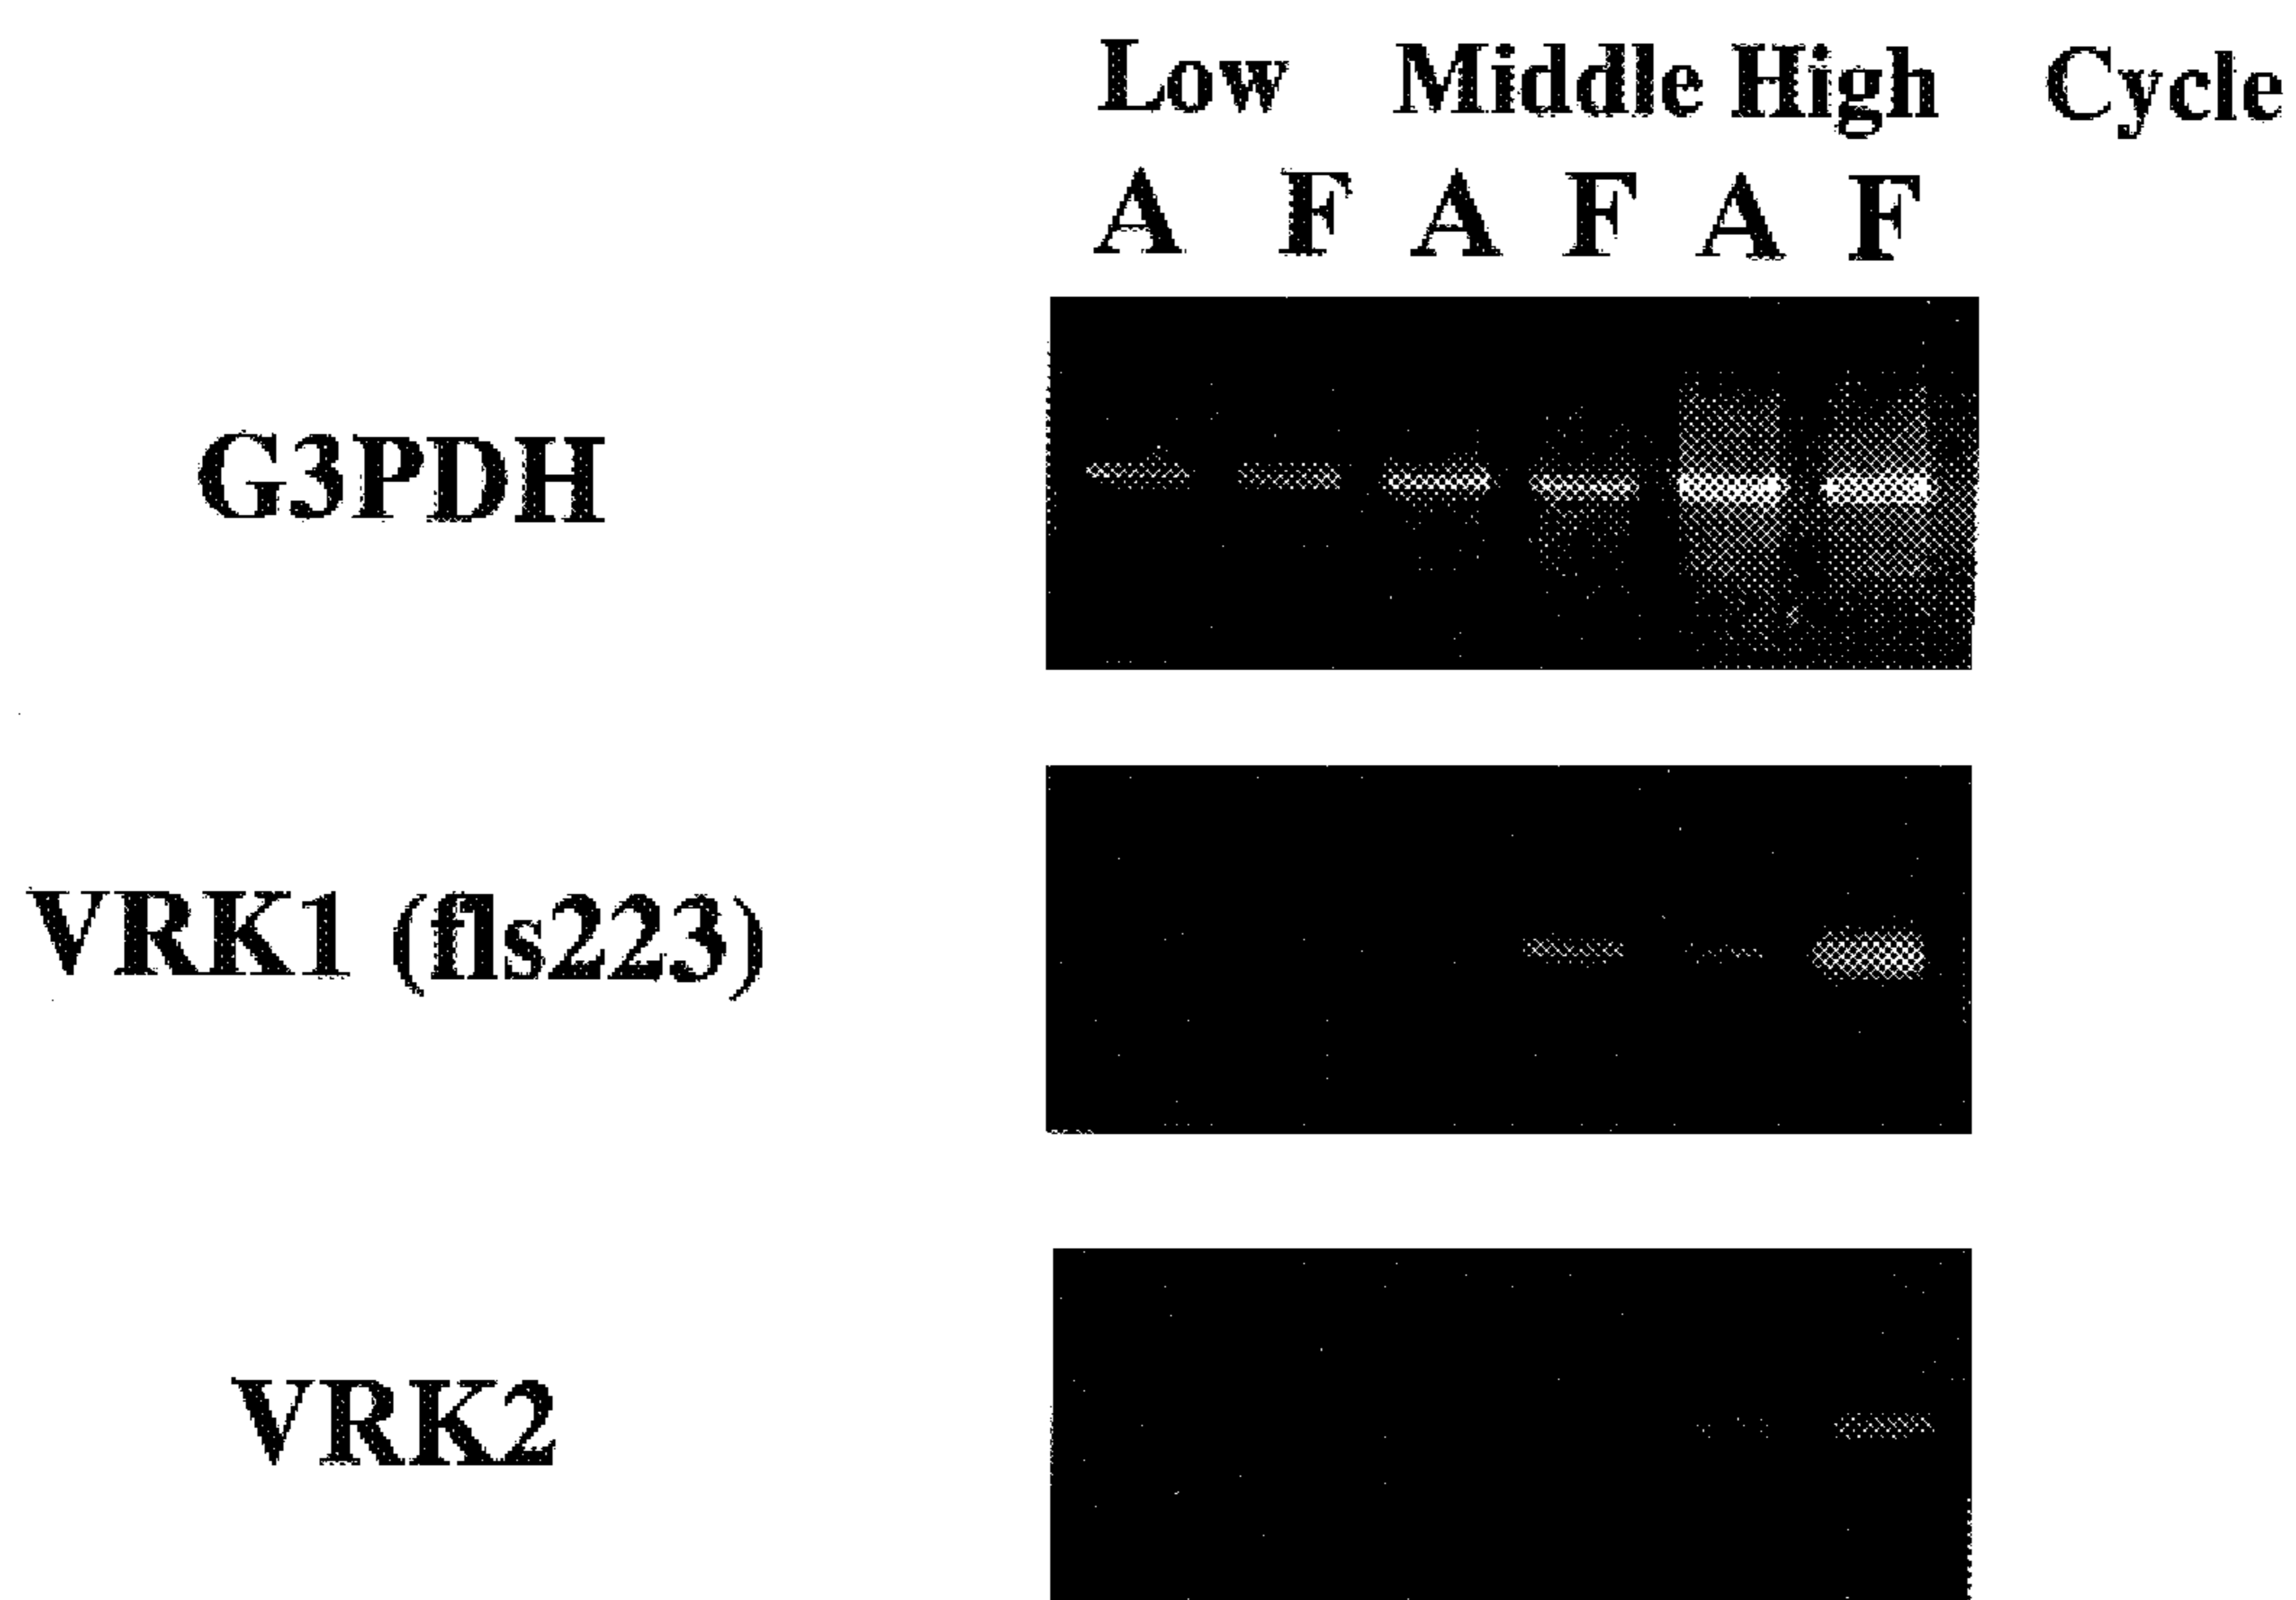 Low Middle High Cycle
A F A F A F
G3PDH
VRK1 (fls223)
VRK2